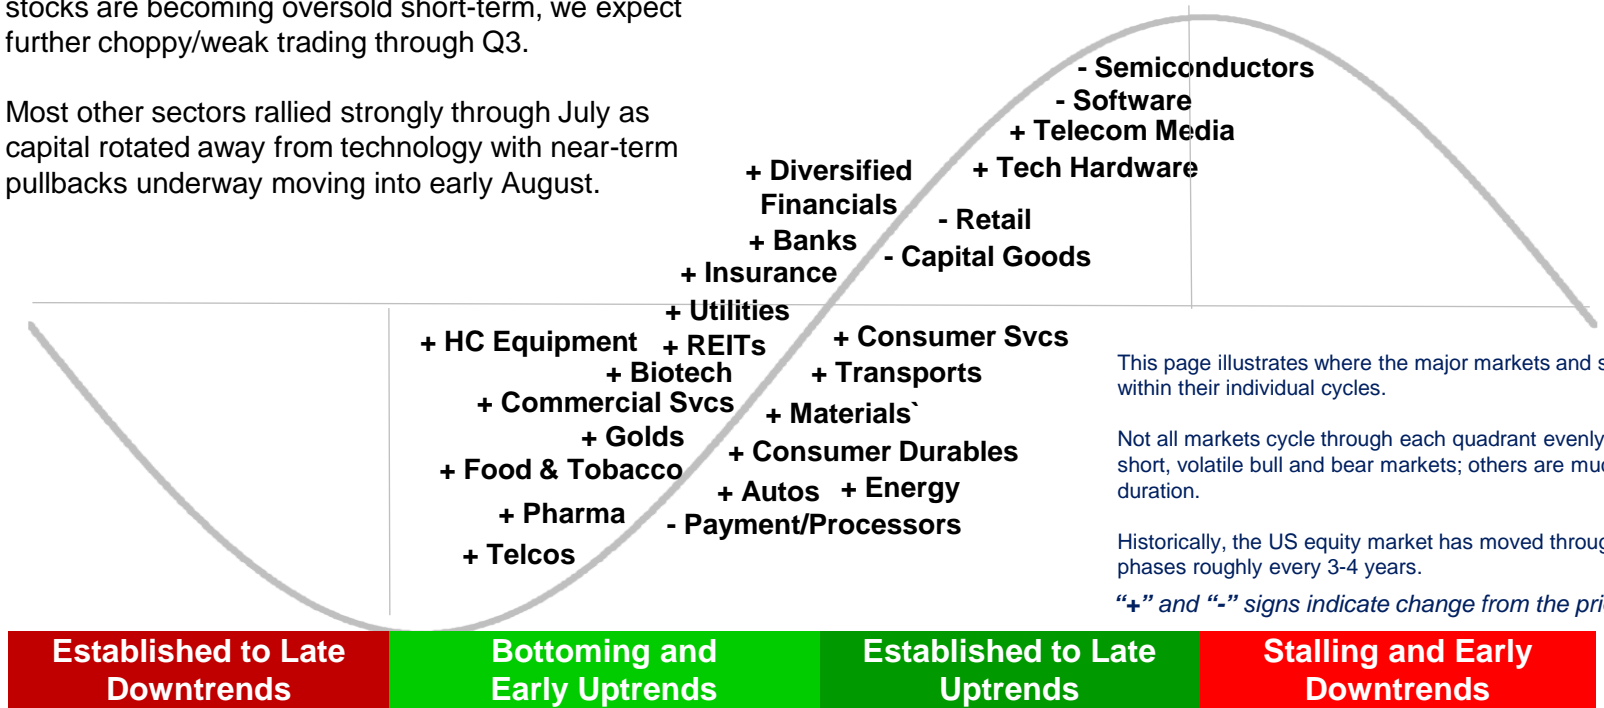 stocks are becoming oversold short-term, we expect
further choppy/weak trading through Q3.
Most other sectors rallied strongly through July as
capital rotated away from technology with near-term
pullbacks underway moving into early August.
- Semiconductors
- Software
+ Telecom Media
+ Tech Hardware
+ Diversified
Financials
- Retail
+ Banks
- Capital Goods
+ Insurance
+ Utilities
+ HC Equipment
+ REITs
+ Consumer Svcs
+ Biotech
+ Transports
+ Commercial Svcs
+ Materials`
+ Golds
+ Consumer Durables
+ Food & Tobacco
+ Autos
+ Energy
+ Pharma
- Payment/Processors
+ Telcos
This page illustrates where the major markets and
within their individual cycles.
Not all markets cycle through each quadrant evenly
short, volatile bull and bear markets; others are
duration.
Historically, the US equity market has moved
phases roughly every 3-4 years.
“+” and “-” signs indicate change from the
Established to Late
Downtrends
Bottoming and
Early Uptrends
Established to Late
Uptrends
Stalling and Early
Downtrends